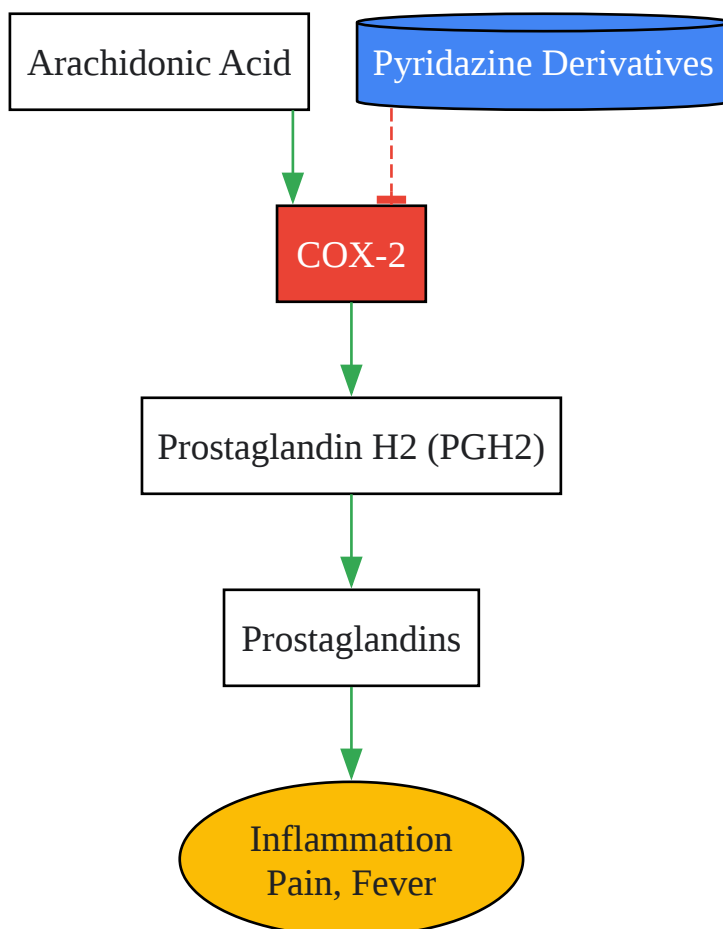 Arachidonic Acid
Pyridazine Derivatives
COX-2
Prostaglandin H2 (PGH2)
Prostaglandins
Inflammation
Pain, Fever